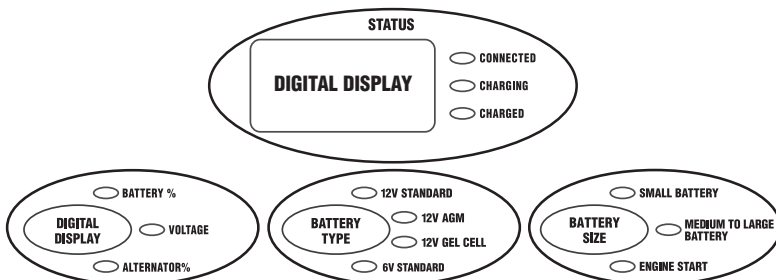 STATUS
DIGITAL DISPLAY
CONNECTED
CHARGING
CHARGED
BATTERY %
DIGITAL
DISPLAY
VOLTAGE
ALTERNATOR%
12V STANDARD
BATTERY
TYPE
12V AGM
12V GEL CELL
6V STANDARD
SMALL BATTERY
BATTERY
SIZE
MEDIUM TO LARGE
BATTERY
ENGINE START